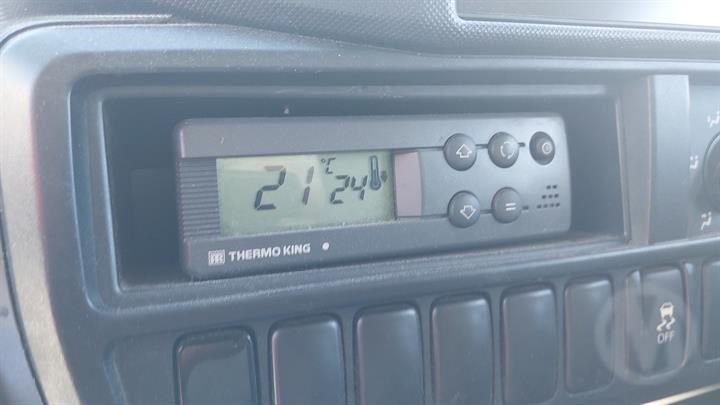 21 °C 24
THERMO KING
OFF